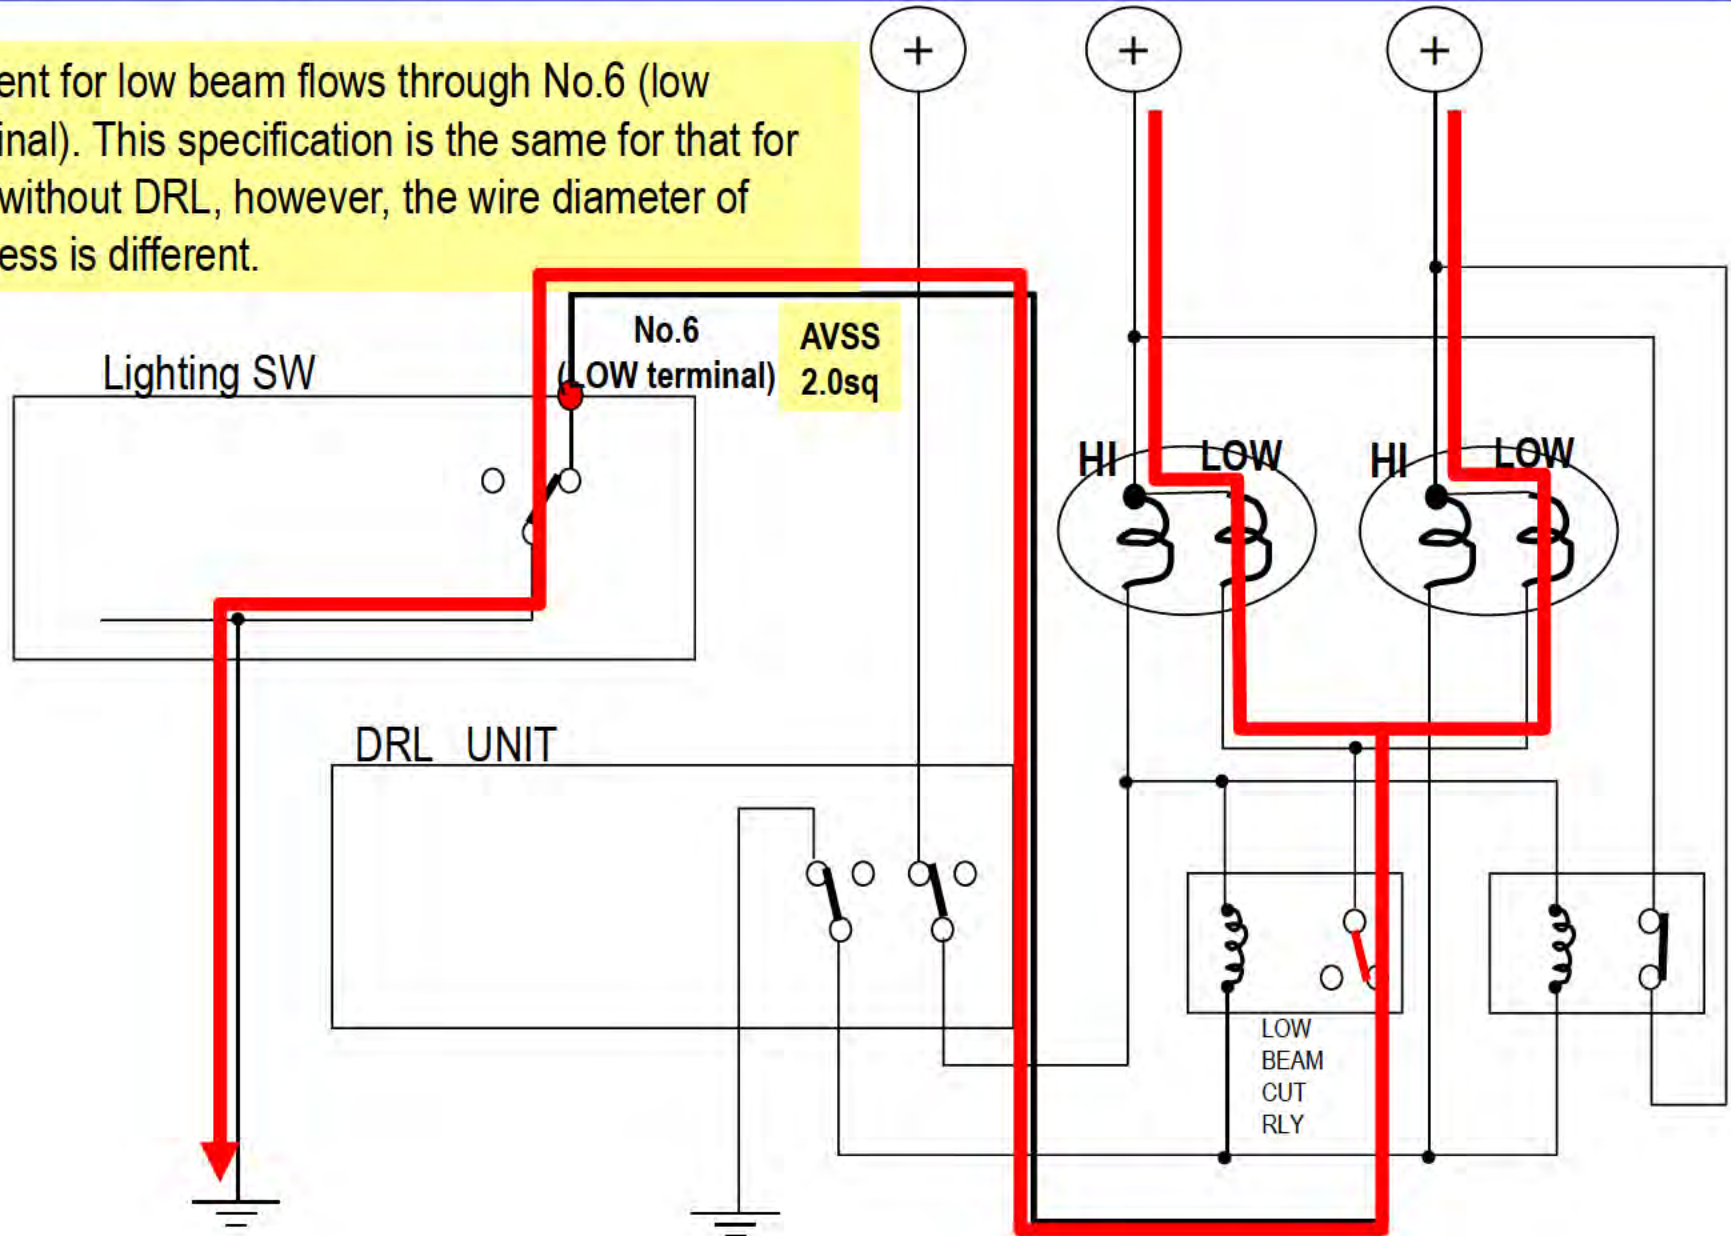 ent for low beam flows through No.6 (low
inal). This specification is the same for that for
without DRL, however, the wire diameter of
ess is different.
+
+
+
No.6
(LOW terminal)
AVSS
2.0sq
Lighting SW
HI
LOW
HI
LOW
DRL UNIT
LOW
BEAM
CUT
RLY